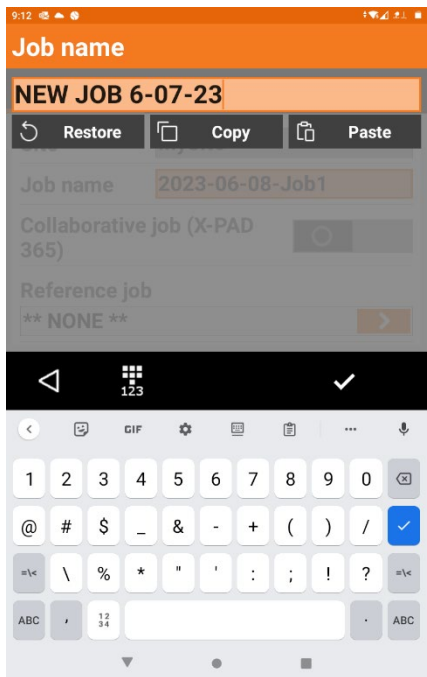 9:12
Job name
NEW JOB 6-07-23
Restore Copy Paste
Job name 2023-06-08-Job1
Collaborative job (X-PAD
365)
Reference job
** NONE **
123
GIF
1 2 3 4 5 6 7 8 9 0
@ # $ _ & - + ( ) /
=\< \ % * " ' : ; ! ? =\<
ABC , 12 . ABC
34